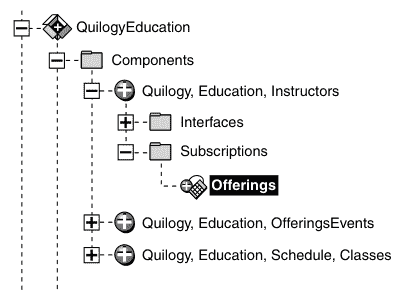 QuilogyEducation
Components
Quilogy, Education, Instructors
Interfaces
Subscriptions
Offerings
Quilogy, Education, OfferingsEvents
Quilogy, Education, Schedule, Classes